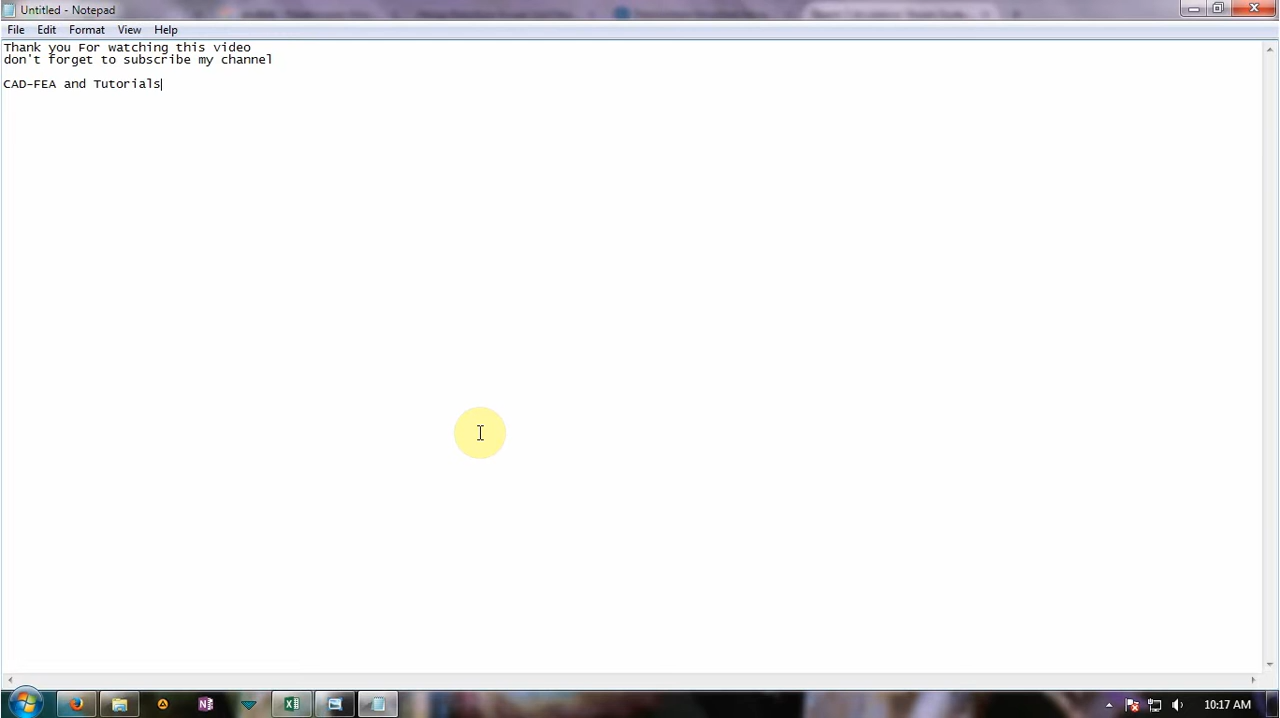 Untitled - Notepad
File Edit Format View Help
Thank you For watching this video
don't forget to subscribe my channel
CAD-FEA and Tutorials
10:17 AM